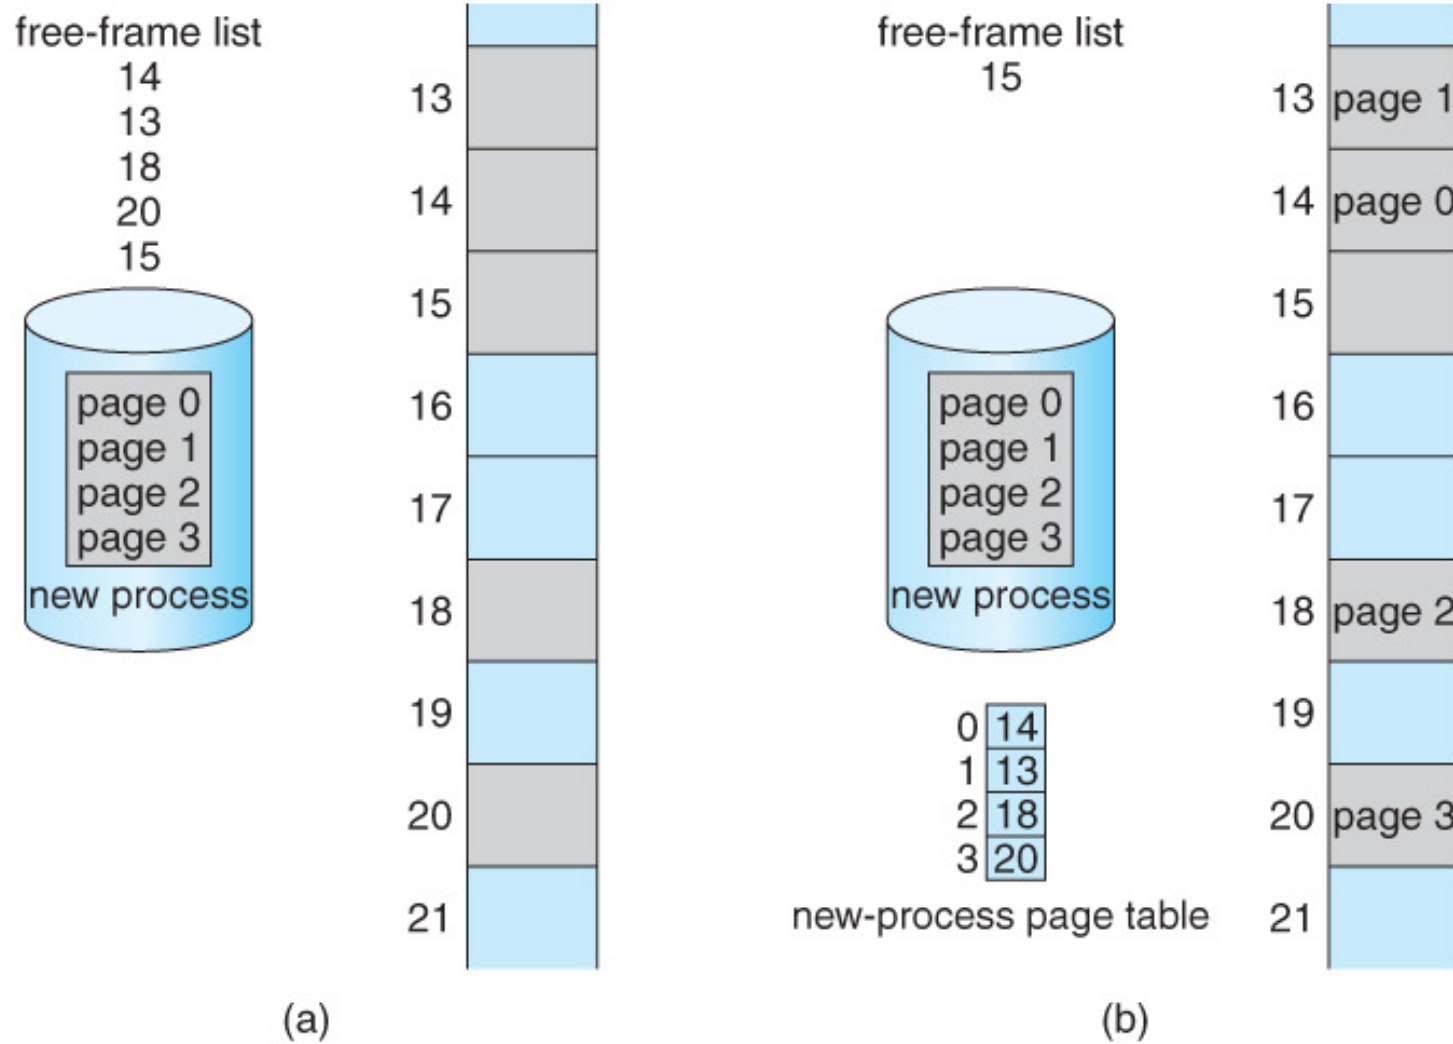 free-frame list
14
13
18
20
15
page 0
page 1
page 2
page 3
new process
13
14
15
16
17
18
19
20
21
(a)
free-frame list
15
page 0
page 1
page 2
page 3
new process
0 14
1 13
2 18
3 20
new-process page table
13 page 1
14 page 0
15
16
17
18 page 2
19
20 page 3
21
(b)